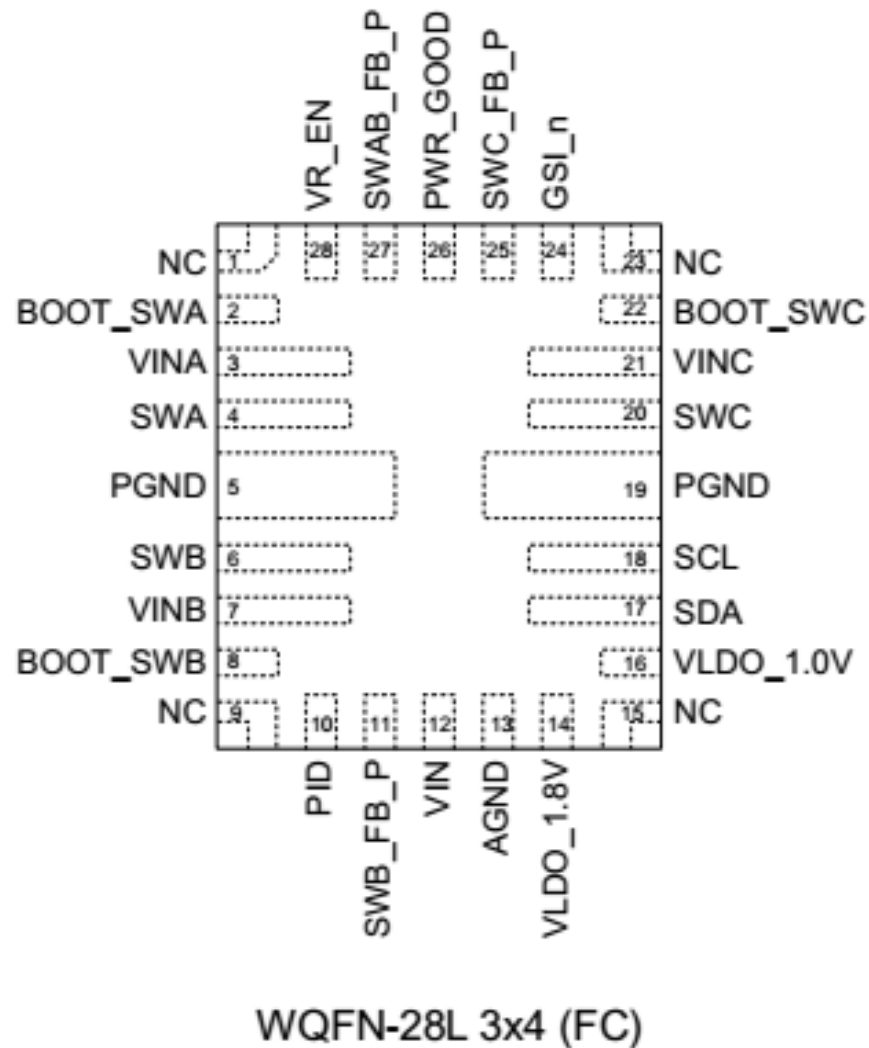 VR_EN
SWAB_FB_P
PWR_GOOD
SWC_FB_P
GSI_n
28 27 26 25 24
NC 1 23 NC
BOOT_SWA 2 22 BOOT_SWC
VINA 3 21 VINC
SWA 4 20 SWC
PGND 5 19 PGND
SWB 6 18 SCL
VINB 7 17 SDA
BOOT_SWB 8 16 VLDO_1.0V
NC 9 15 NC
10 11 12 13 14
PID
SWB_FB_P
VIN
AGND
VLDO_1.8V
WQFN-28L 3x4 (FC)